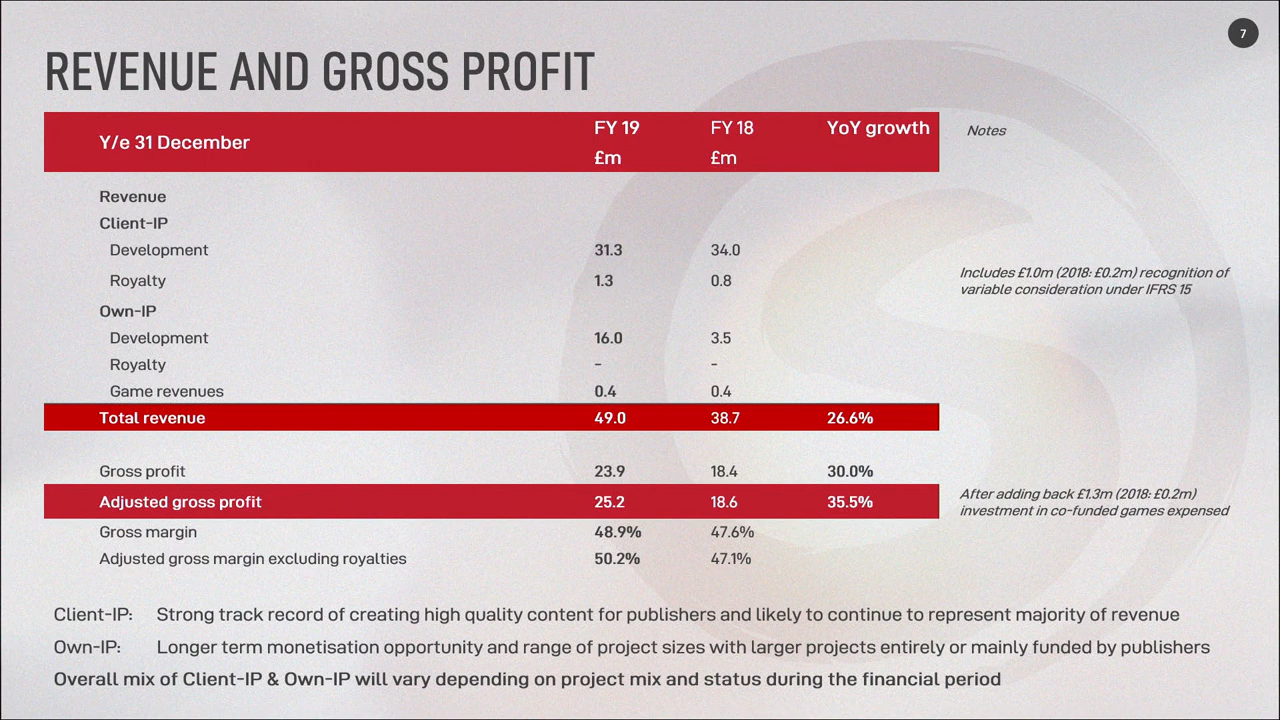 7
REVENUE AND GROSS PROFIT
Y/e 31 December FY 19 FY 18 YoY growth Notes
£m £m
Revenue
Client-IP
Development 31.3 34.0
Royalty 1.3 0.8 Includes £1.0m (2018: £0.2m) recognition of
variable consideration under IFRS 15
Own-IP
Development 16.0 3.5
Royalty - -
Game revenues 0.4 0.4
Total revenue 49.0 38.7 26.6%
Gross profit 23.9 18.4 30.0%
Adjusted gross profit 25.2 18.6 35.5% After adding back £1.3m (2018: £0.2m)
investment in co-funded games expensed
Gross margin 48.9% 47.6%
Adjusted gross margin excluding royalties 50.2% 47.1%
Client-IP: Strong track record of creating high quality content for publishers and likely to continue to represent majority of revenue
Own-IP: Longer term monetisation opportunity and range of project sizes with larger projects entirely or mainly funded by publishers
Overall mix of Client-IP & Own-IP will vary depending on project mix and status during the financial period